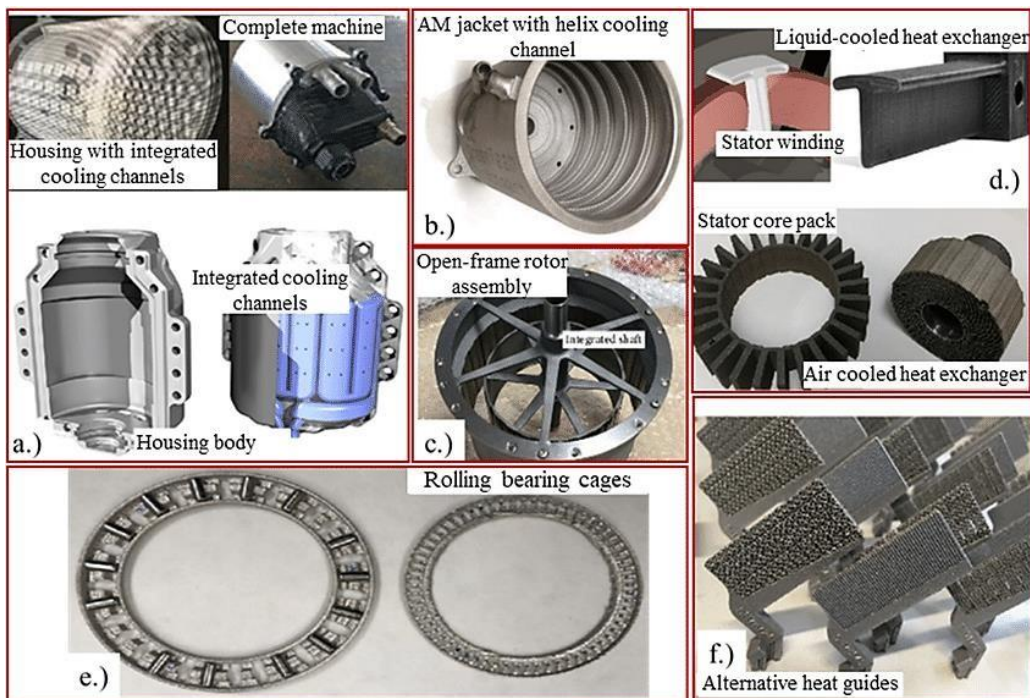 Complete machine
Housing with integrated
cooling channels
Integrated cooling
channels
Housing body
a.)
AM jacket with helix cooling
channel
b.)
Open-frame rotor
assembly
Integrated shaft
c.)
Liquid-cooled heat exchanger
Stator winding
d.)
Stator core pack
Air cooled heat exchanger
Rolling bearing cages
e.)
f.)
Alternative heat guides